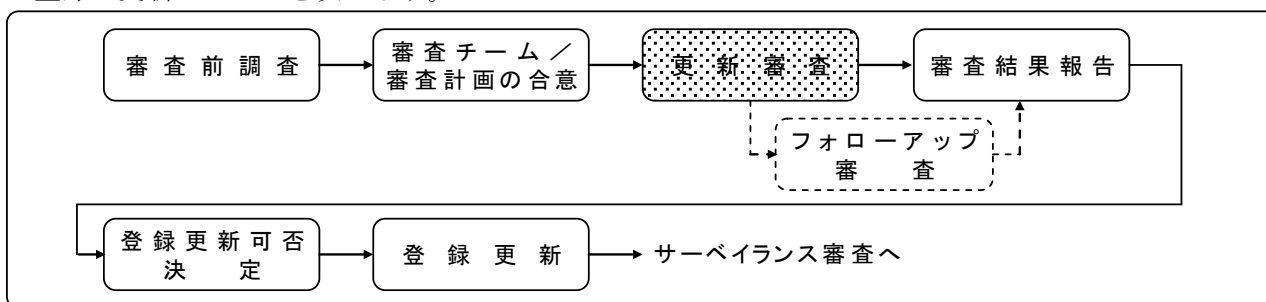 審査前調査
審査チーム／
審査計画の合意
更新審査
審査結果報告
フォローアップ
審査
登録更新可否
決定
登録更新
サーベイランス審査へ